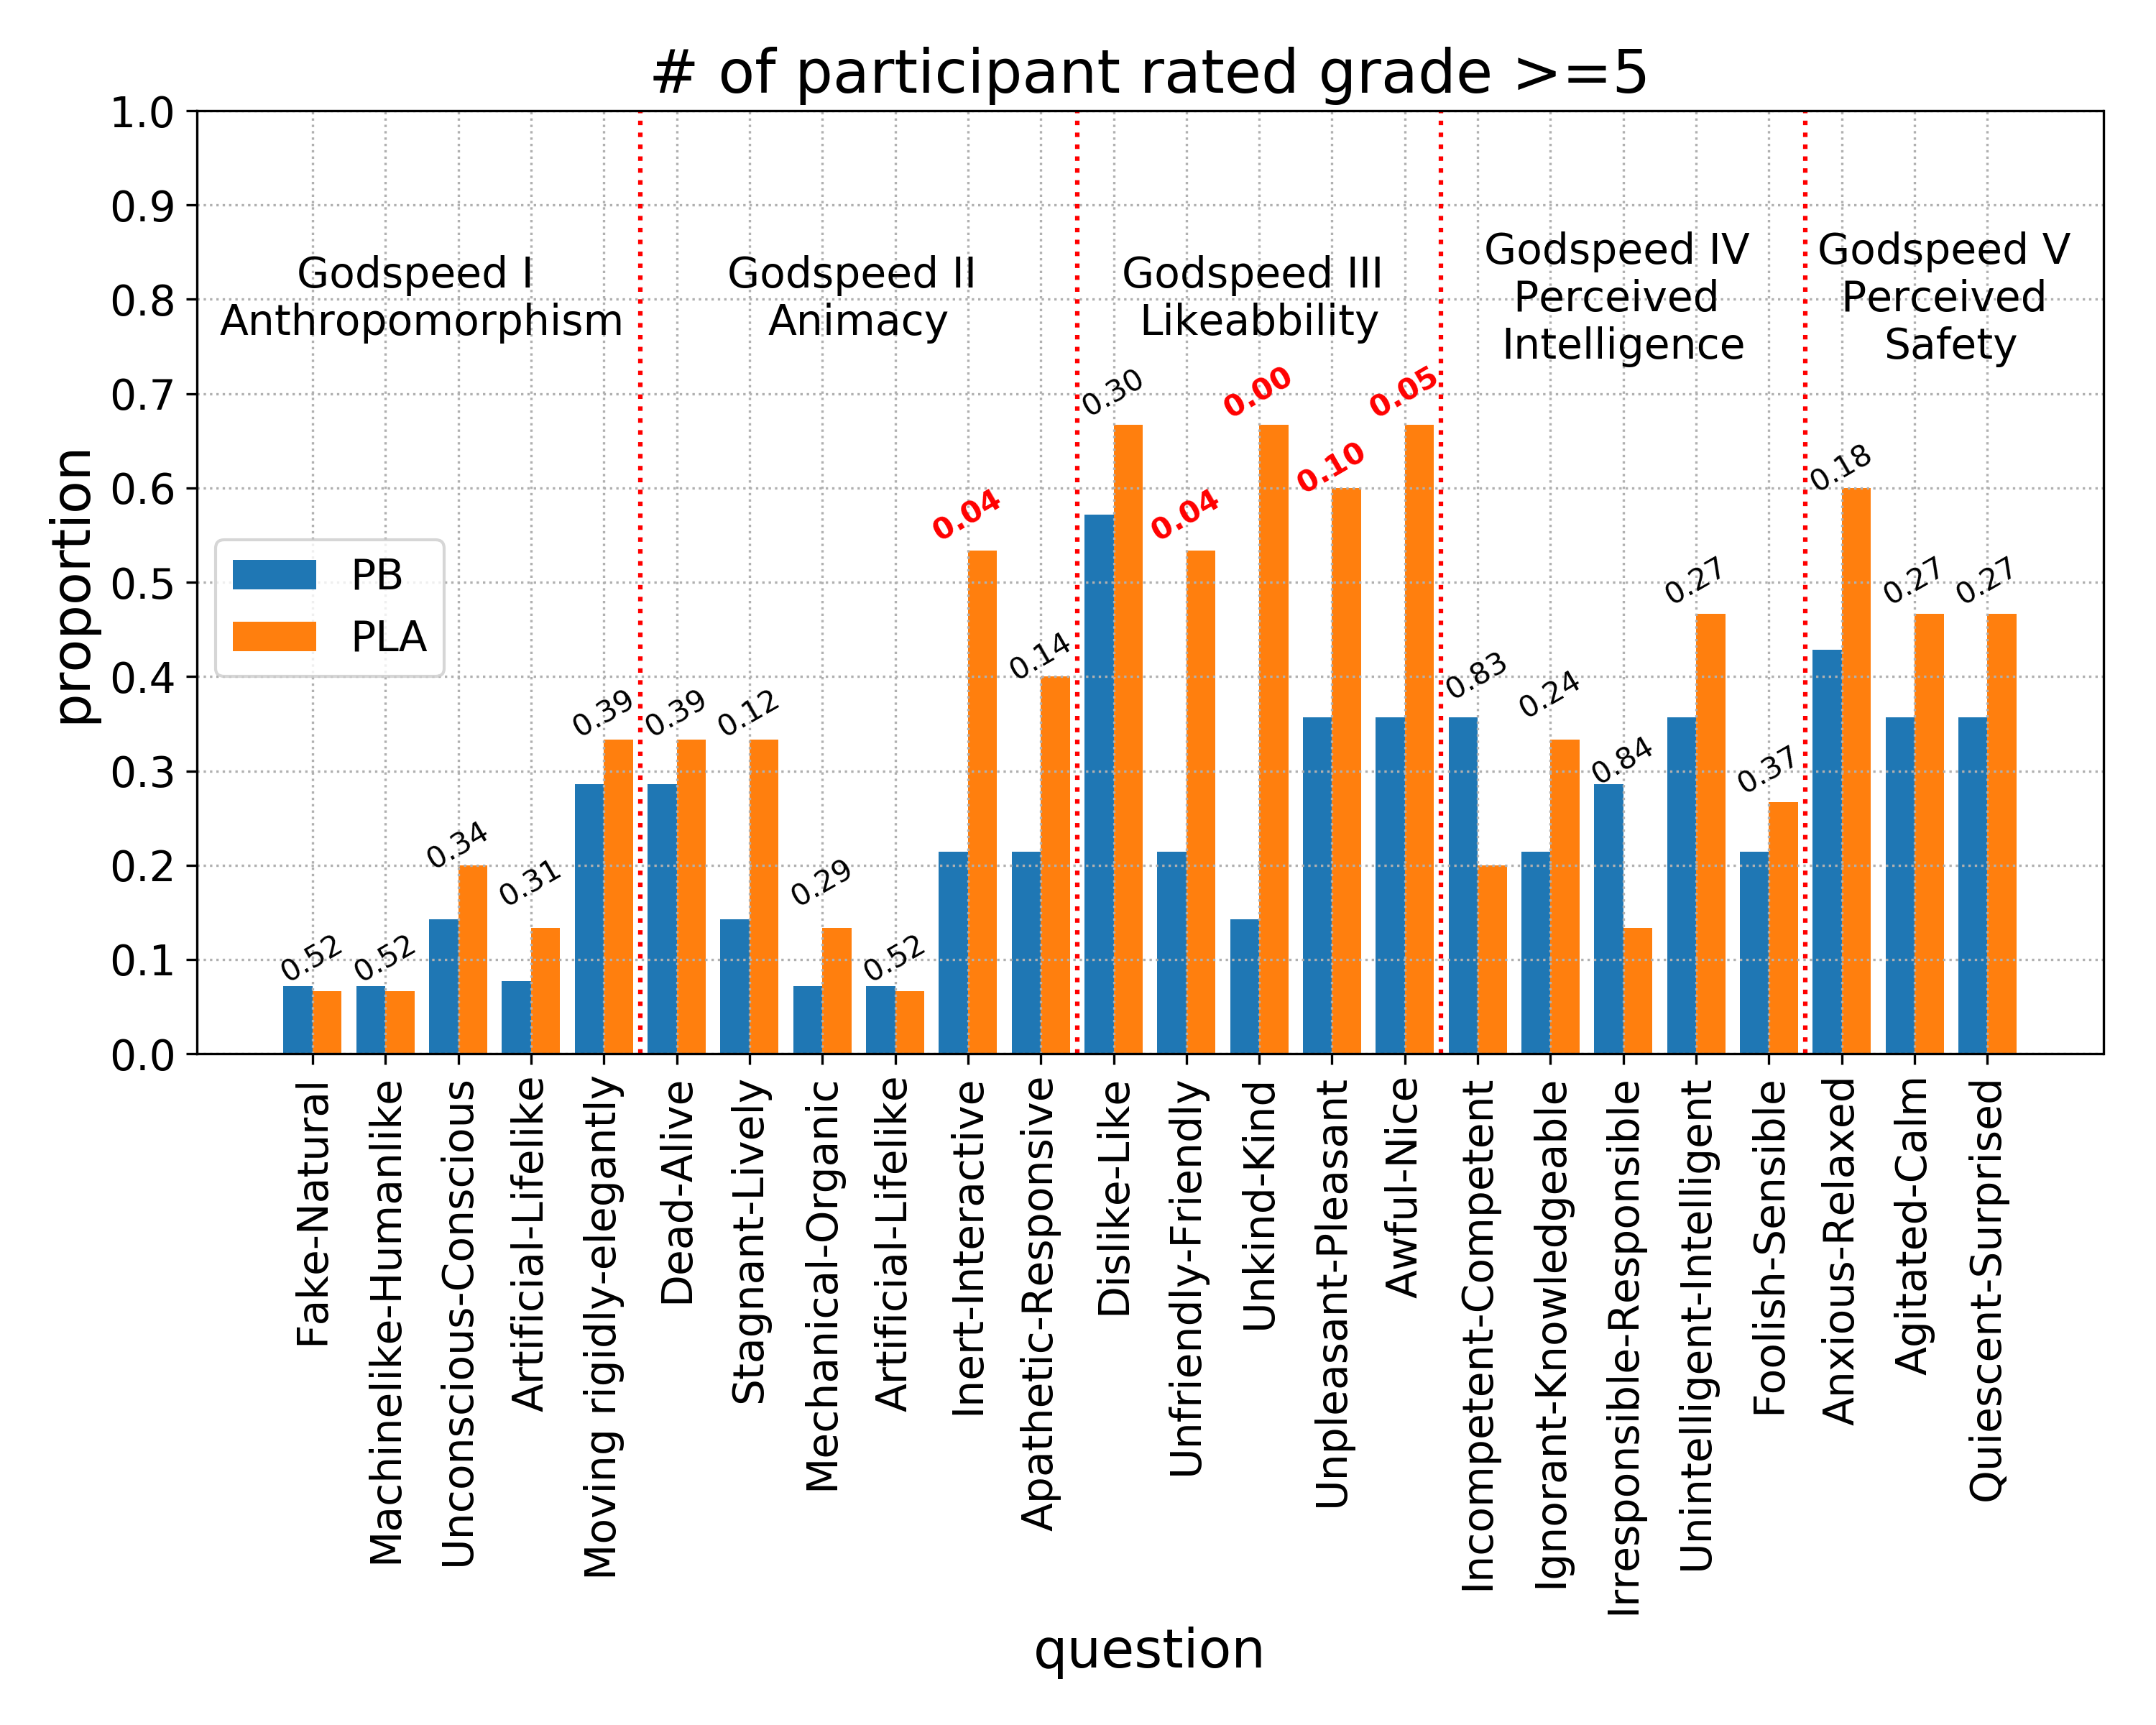 # of participant rated grade >=5
1.0
0.9
0.8
0.7
0.6
0.5
0.4
0.3
0.2
0.1
0.0
proportion
Godspeed I
Anthropomorphism
Godspeed II
Animacy
Godspeed III
Likeabbility
Godspeed IV
Perceived
Intelligence
Godspeed V
Perceived
Safety
PB
PLA
0.52
0.52
0.34
0.31
0.39
0.39
0.12
0.29
0.52
0.04
0.14
0.30
0.04
0.00
0.10
0.05
0.83
0.24
0.84
0.27
0.37
0.18
0.27
0.27
Fake-Natural
Machinelike-Humanlike
Unconscious-Conscious
Artificial-Lifelike
Moving rigidly-elegantly
Dead-Alive
Stagnant-Lively
Mechanical-Organic
Artificial-Lifelike
Inert-Interactive
Apathetic-Responsive
Dislike-Like
Unfriendly-Friendly
Unkind-Kind
Unpleasant-Pleasant
Awful-Nice
Incompetent-Competent
Ignorant-Knowledgeable
Irresponsible-Responsible
Unintelligent-Intelligent
Foolish-Sensible
Anxious-Relaxed
Agitated-Calm
Quiescent-Surprised
question